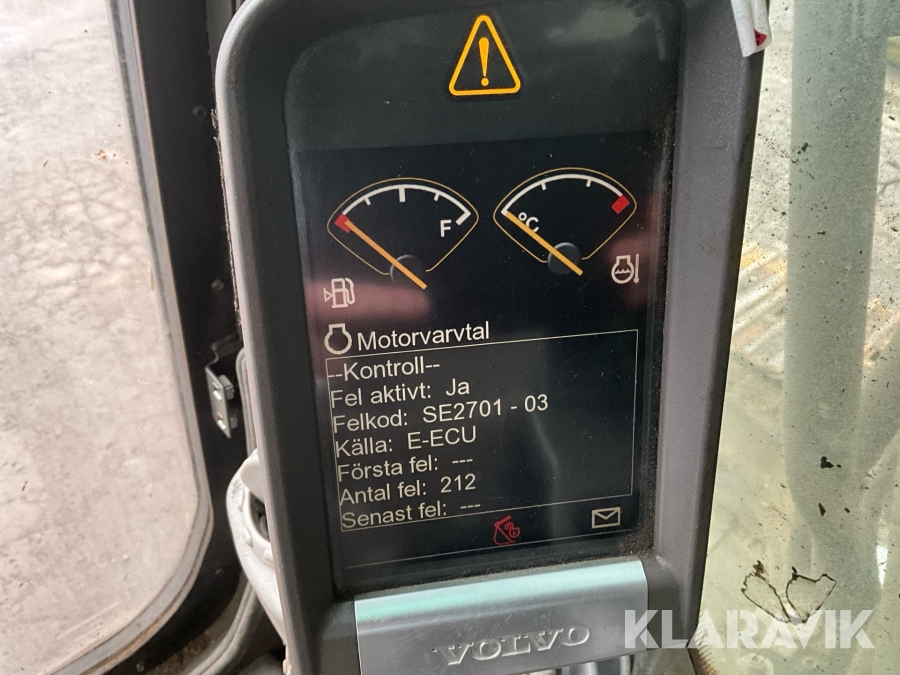 F
°C
Motorvarvtal
--Kontroll--
Fel aktivt: Ja
Felkod: SE2701 - 03
Källa: E-ECU
Första fel: ---
Antal fel: 212
Senast fel: ---
VOLVO
KLARAVIK